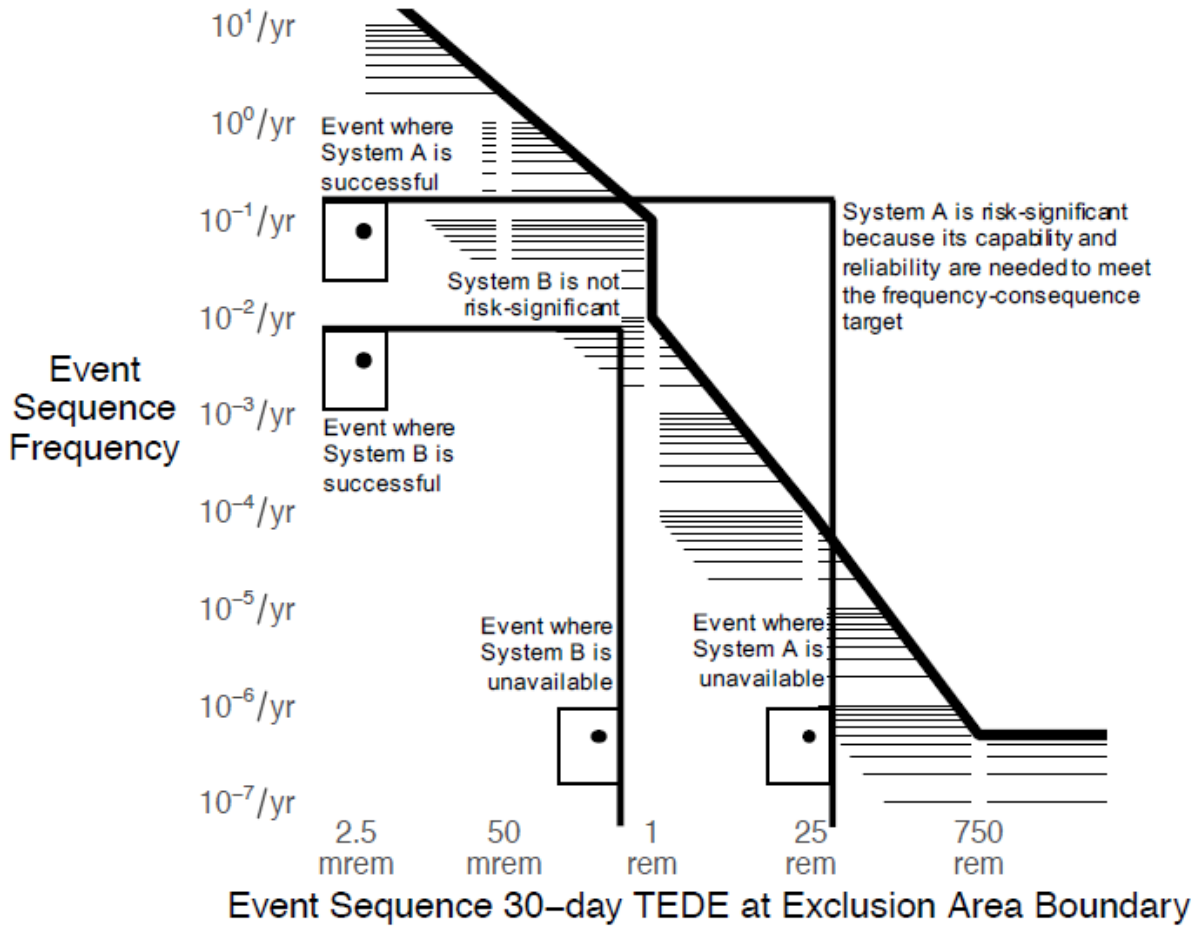 10¹/yr
10⁰/yr
Event where
System A is
successful
10⁻¹/yr
System A is risk-significant
because its capability and
reliability are needed to meet
the frequency-consequence
target
System B is not
risk-significant
10⁻²/yr
Event
Sequence
Frequency
10⁻³/yr
Event where
System B is
successful
10⁻⁴/yr
10⁻⁵/yr
Event where
System B is
unavailable
Event where
System A is
unavailable
10⁻⁶/yr
10⁻⁷/yr
2.5
mrem
50
mrem
1
rem
25
rem
750
rem
Event Sequence 30–day TEDE at Exclusion Area Boundary